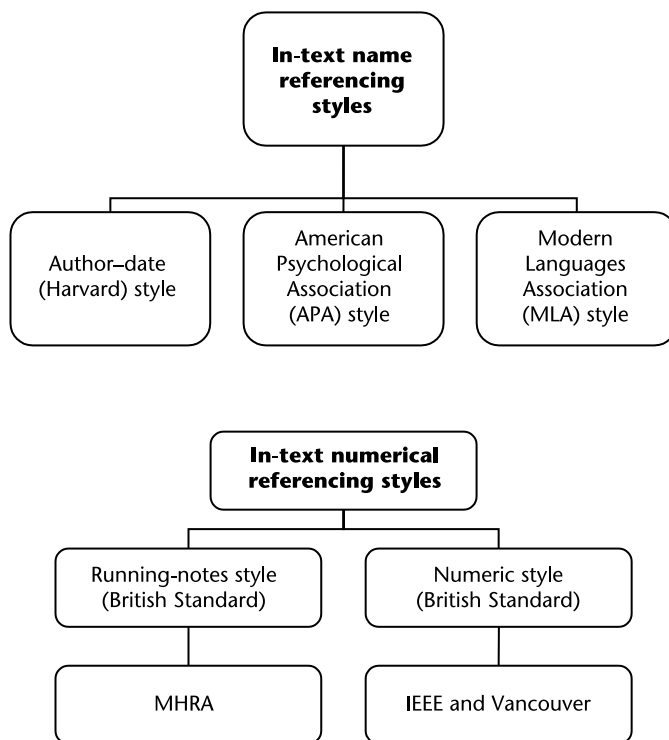 In-text name
referencing
styles
Author–date
(Harvard) style
American
Psychological
Association
(APA) style
Modern
Languages
Association
(MLA) style
In-text numerical
referencing styles
Running-notes style
(British Standard)
Numeric style
(British Standard)
MHRA
IEEE and Vancouver